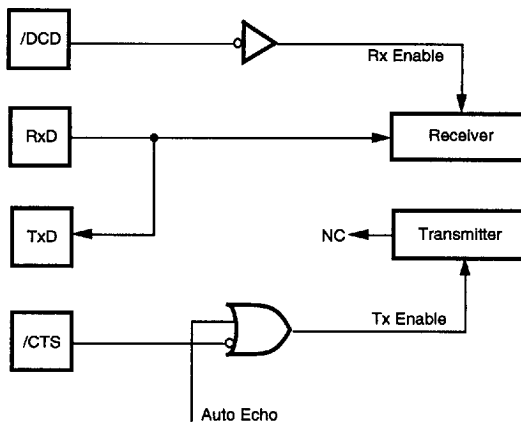 /DCD
Rx Enable
RxD
Receiver
TxD
NC
Transmitter
/CTS
Tx Enable
Auto Echo